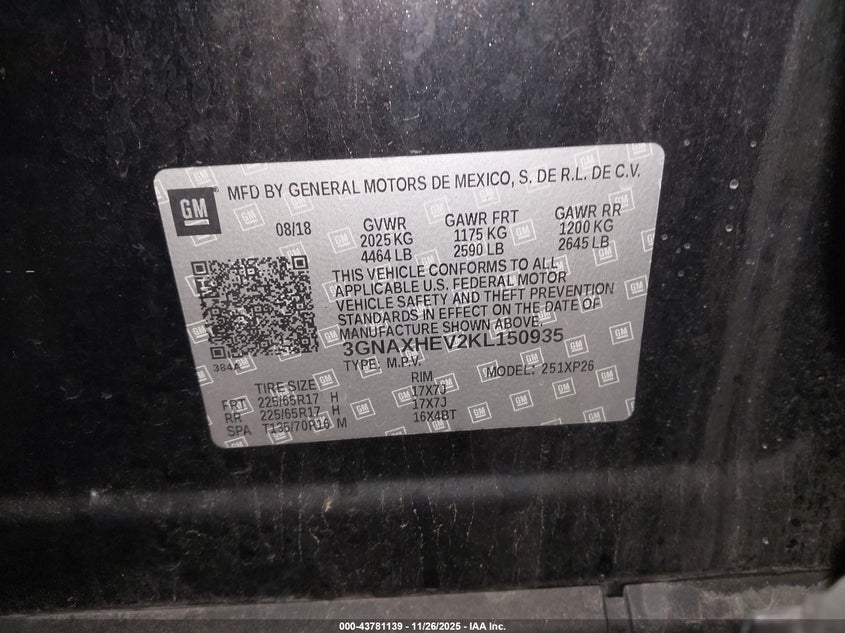 GM
MFD BY GENERAL MOTORS DE MEXICO, S. DE R.L. DE C.V.
08/18 GVWR GAWR FRT GAWR RR
2025 KG 1175 KG 1200 KG
4464 LB 2590 LB 2645 LB
THIS VEHICLE CONFORMS TO ALL
APPLICABLE U.S. FEDERAL MOTOR
VEHICLE SAFETY AND THEFT PREVENTION
STANDARDS IN EFFECT ON THE DATE OF
MANUFACTURE SHOWN ABOVE.
3GNAXHEV2KL150935
384A
TYPE: M.P.V. MODEL: 251XP26
TIRE SIZE RIM
FRT 225/65R17 H 17X7J
RR 225/65R17 H 17X7J
SPA T135/70R16 M 16X4BT
000-43781139 - 11/26/2025 - IAA Inc.